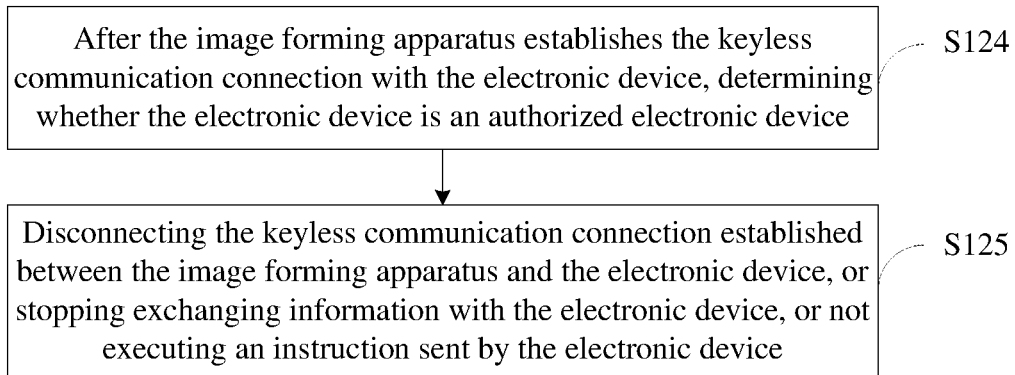 After the image forming apparatus establishes the keyless
communication connection with the electronic device, determining
whether the electronic device is an authorized electronic device
S124
Disconnecting the keyless communication connection established
between the image forming apparatus and the electronic device, or
stopping exchanging information with the electronic device, or not
executing an instruction sent by the electronic device
S125